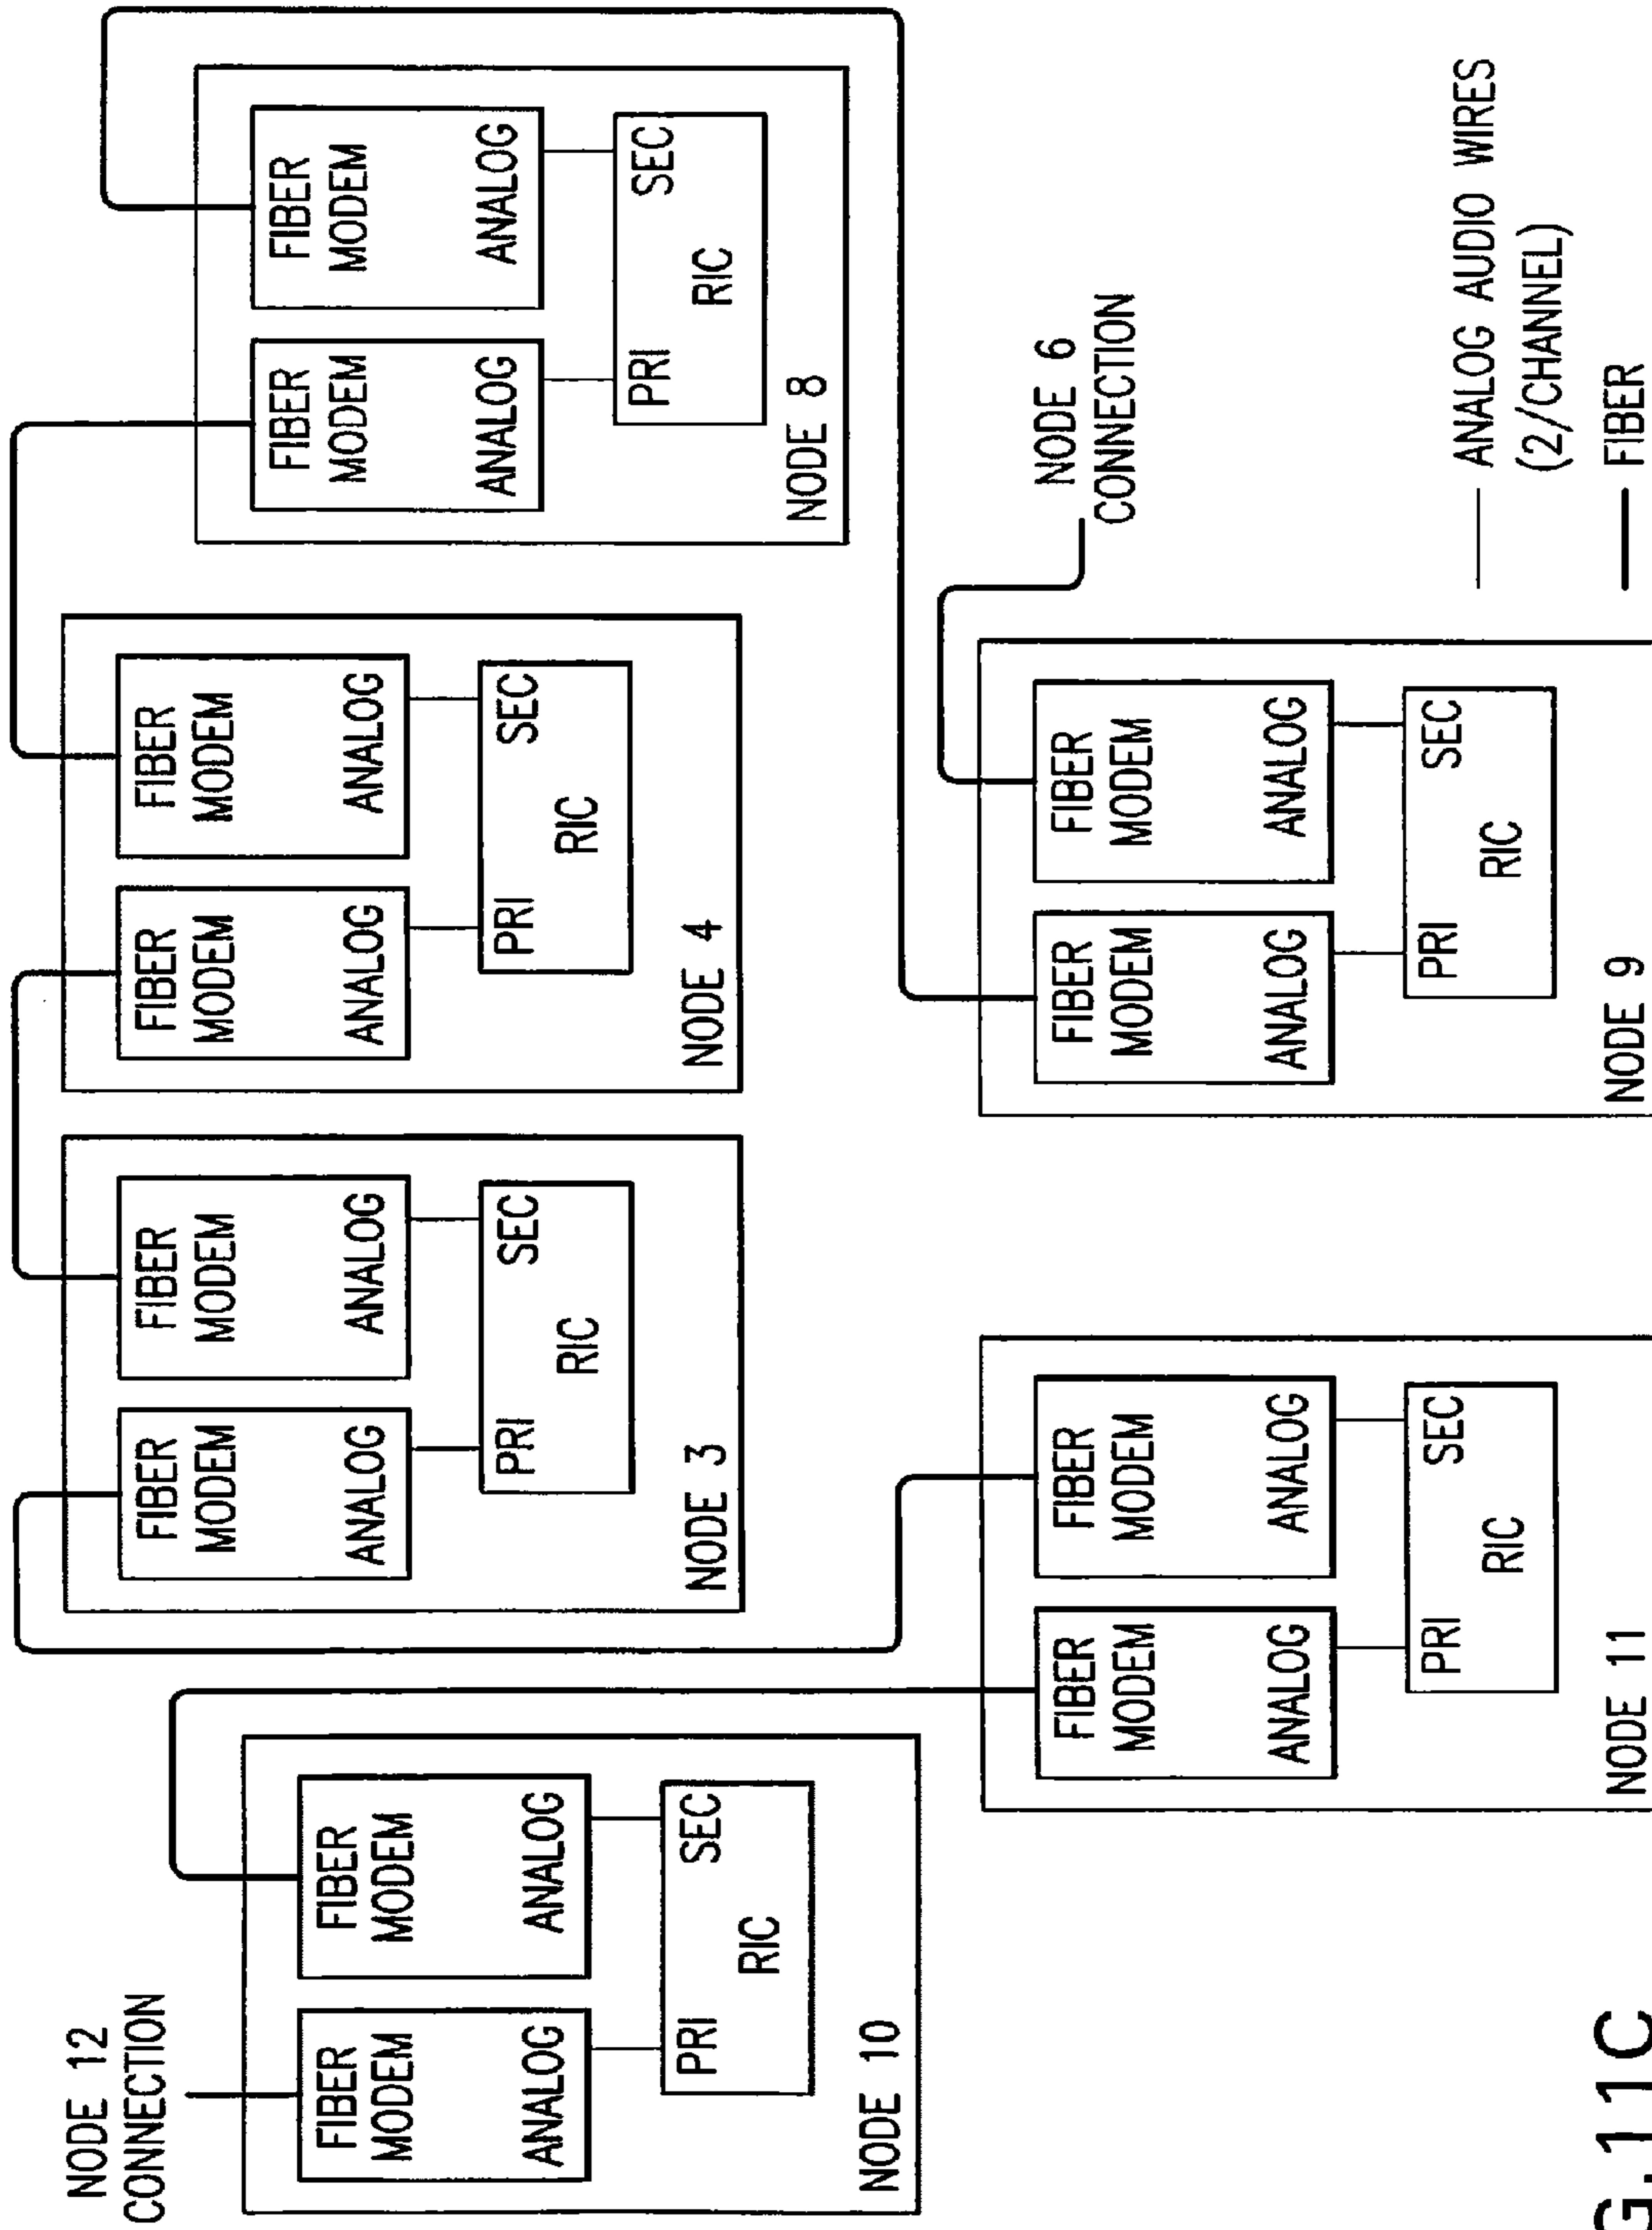 NODE 12
CONNECTION
FIBER
MODEM
ANALOG
FIBER
MODEM
ANALOG
PRI
SEC
RIC
NODE 10
FIBER
MODEM
ANALOG
FIBER
MODEM
ANALOG
PRI
SEC
RIC
NODE 3
FIBER
MODEM
ANALOG
FIBER
MODEM
ANALOG
PRI
SEC
RIC
NODE 4
FIBER
MODEM
ANALOG
FIBER
MODEM
ANALOG
PRI
SEC
RIC
NODE 8
FIBER
MODEM
ANALOG
FIBER
MODEM
ANALOG
PRI
SEC
RIC
NODE 11
FIBER
MODEM
ANALOG
FIBER
MODEM
ANALOG
PRI
SEC
RIC
NODE 9
NODE 6
CONNECTION
ANALOG AUDIO WIRES
(2/CHANNEL)
FIBER
G.11C